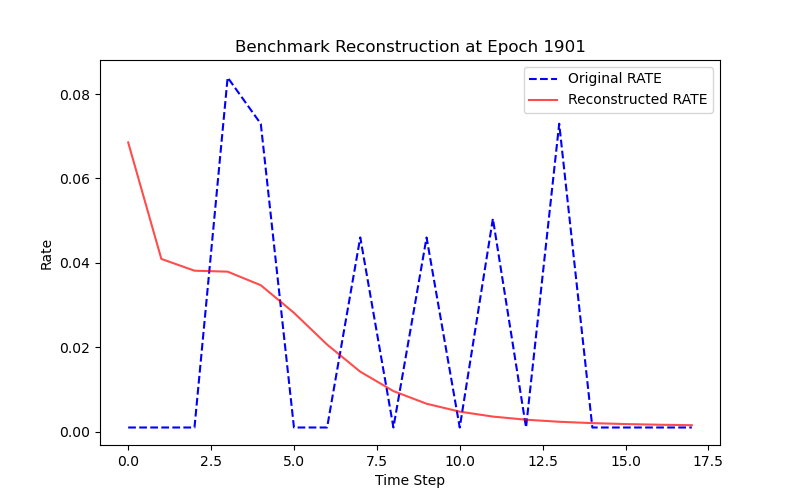 Benchmark Reconstruction at Epoch 1901
Original RATE
Reconstructed RATE
0.08
0.06
0.04
0.02
0.00
Rate
0.0 2.5 5.0 7.5 10.0 12.5 15.0 17.5
Time Step